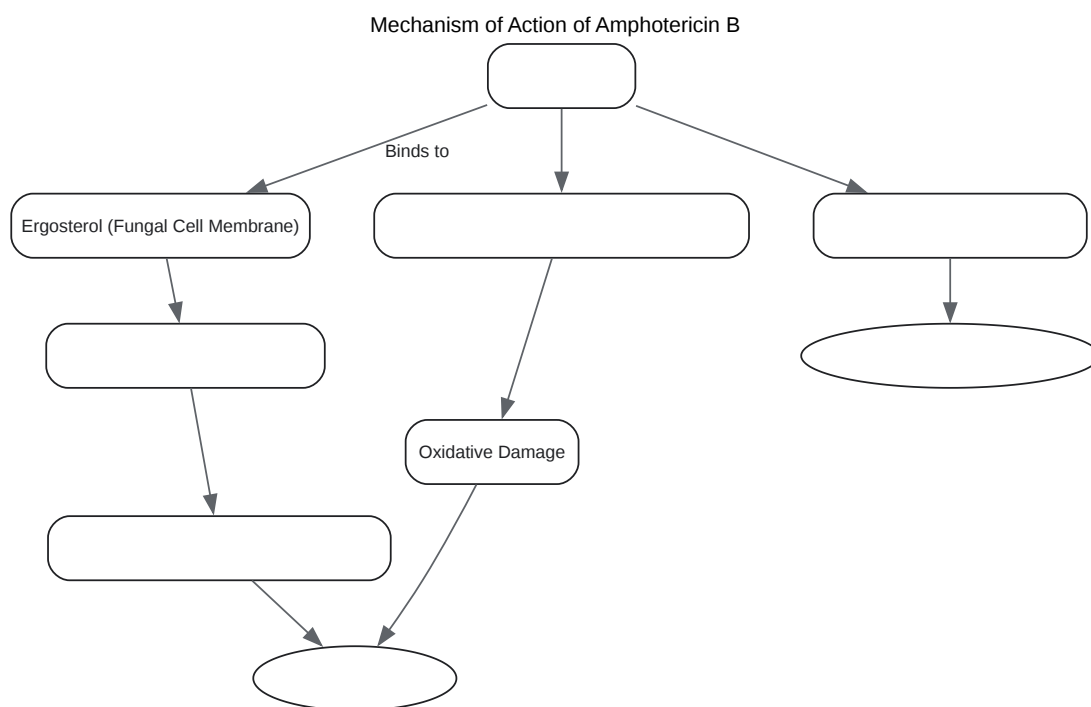 Mechanism of Action of Amphotericin B
Binds to
Ergosterol (Fungal Cell Membrane)
Oxidative Damage